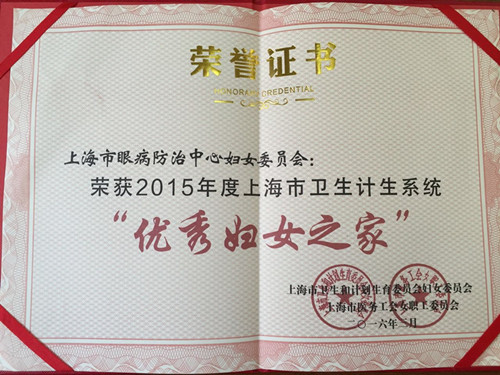 荣誉证书
HONORARY CREDENTIAL
上海市眼病防治中心妇女委员会:
荣获2015年度上海市卫生计生系统
“优秀妇女之家”
上海市卫生和计划生育委员会妇女委员会
上海市医务工会女职工委员会
二〇一六年二月